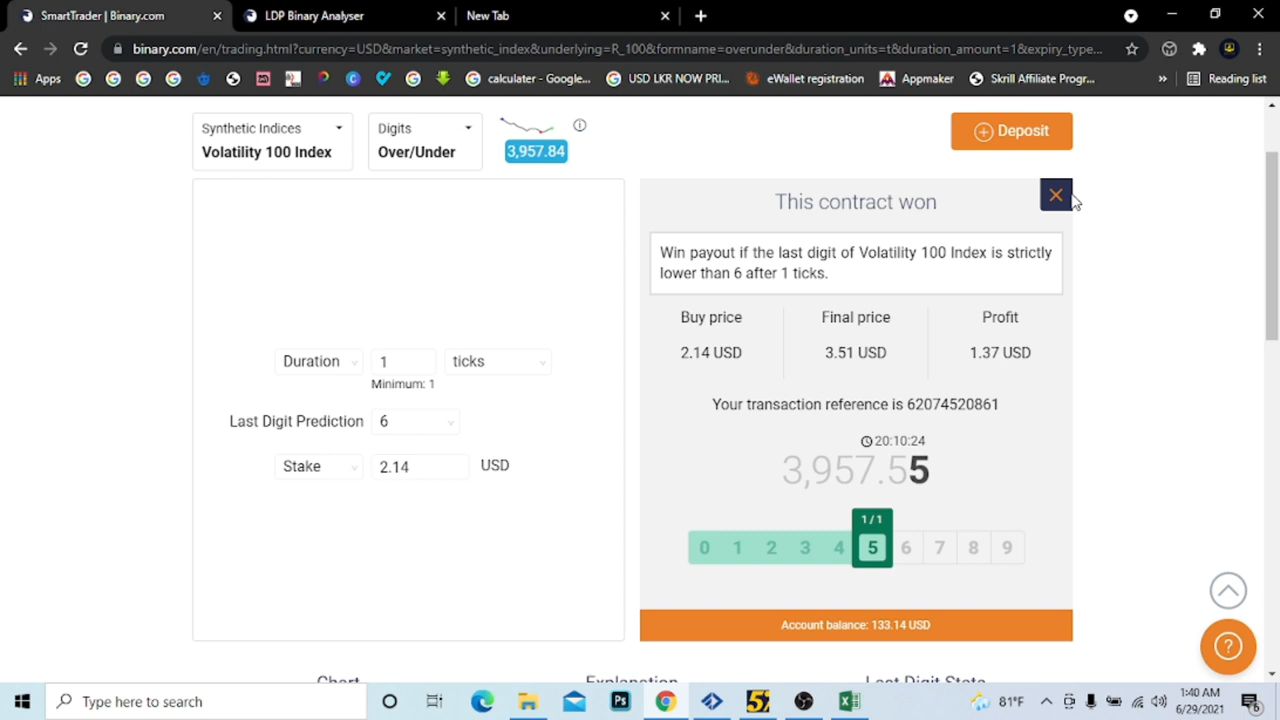 SmartTrader | Binary.com
LDP Binary Analyser
New Tab
binary.com/en/trading.html?currency=USD&market=synthetic_index&underlying=R_100&formname=overunder&duration_units=t&duration_amount=1&expiry_type...
Apps
calculater - Google...
USD LKR NOW PRI...
eWallet registration
Appmaker
Skrill Affiliate Progr...
»
Reading list
Synthetic Indices
Volatility 100 Index
Digits
Over/Under
3,957.84
Deposit
This contract won
Win payout if the last digit of Volatility 100 Index is strictly
lower than 6 after 1 ticks.
Buy price Final price Profit
2.14 USD 3.51 USD 1.37 USD
Your transaction reference is 62074520861
20:10:24
3,957.55
1 / 1
0 1 2 3 4 5 6 7 8 9
Account balance: 133.14 USD
Duration 1 ticks
Minimum: 1
Last Digit Prediction 6
Stake 2.14 USD
Chart Explanation Last Digit Stats
?
Type here to search
Ps
81°F
1:40 AM
6/29/2021